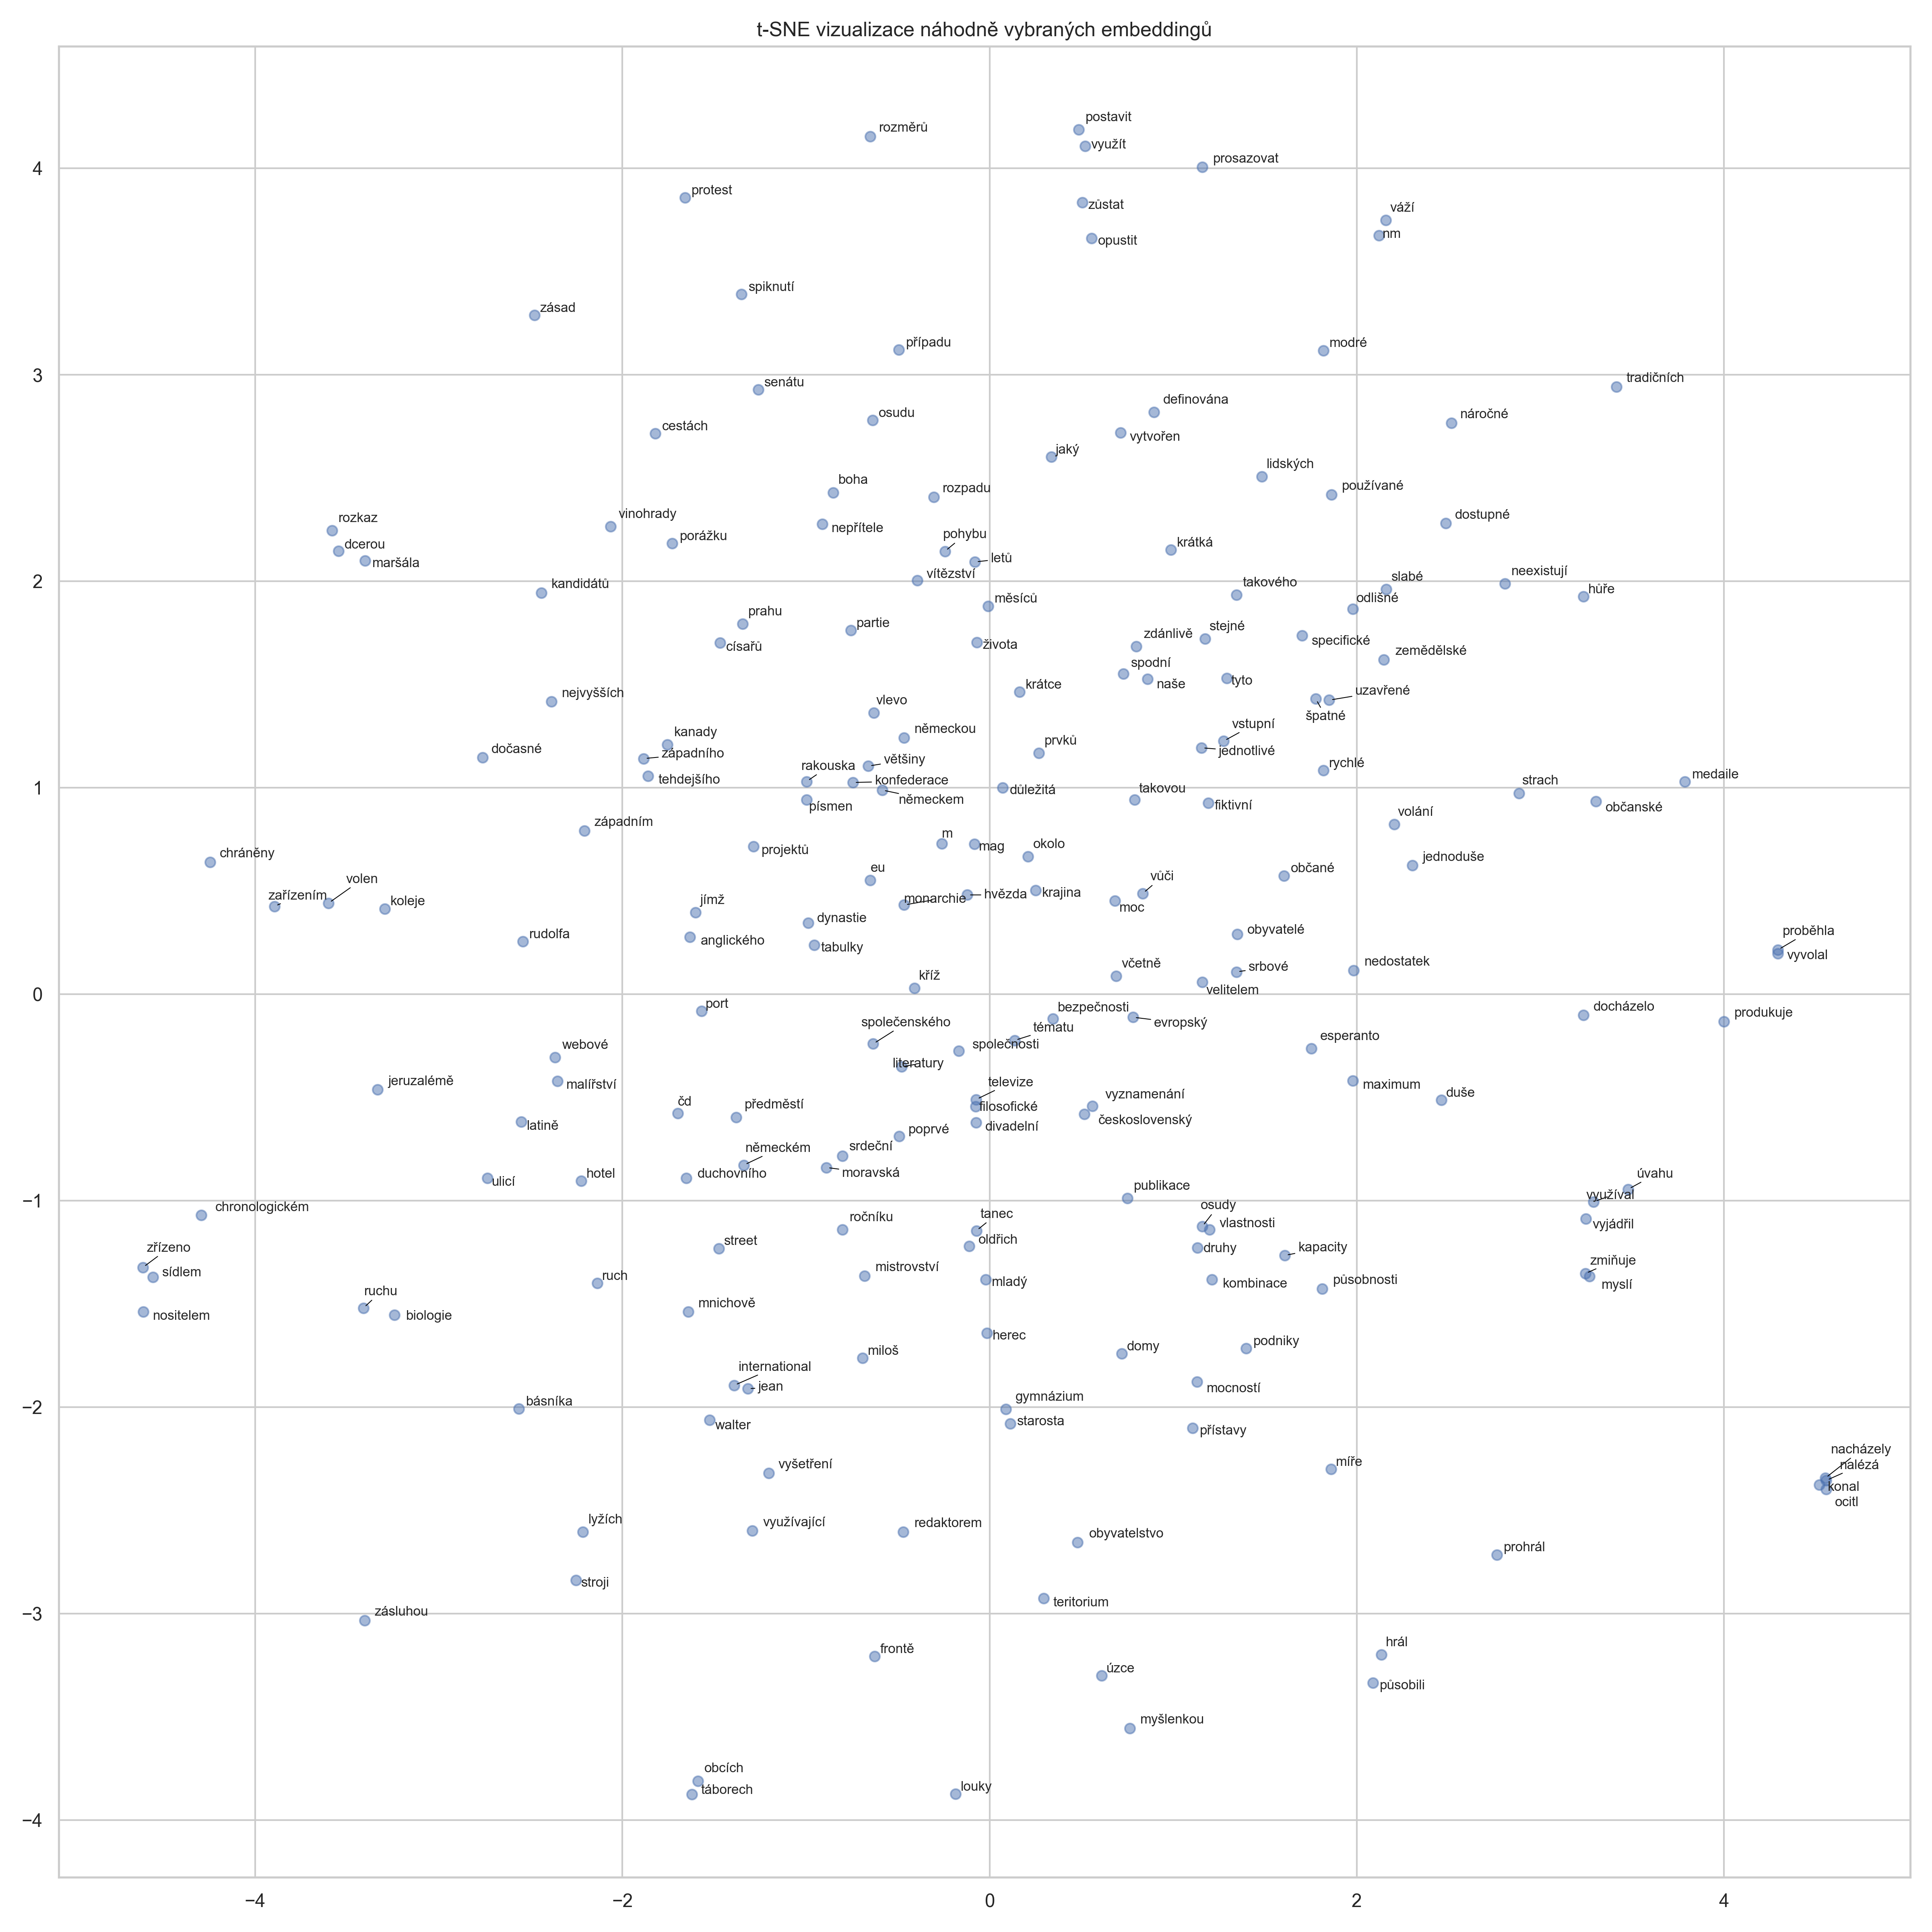 t-SNE vizualizace náhodně vybraných embeddingů
postavit
rozměrů
využít
prosazovat
4
protest
zůstat
váží
nm
opustit
spiknutí
zásad
případu
modré
3
senátu
tradičních
definována
osudu
náročné
cestách
vytvořen
jaký
lidských
boha
rozpadu
používané
rozkaz
vinohrady
nepřítele
dostupné
dcerou
porážku
pohybu
krátká
maršála
letů
2
vítězství
kandidátů
takového
slabé
neexistují
hůře
měsíců
odlišné
prahu
partie
zdánlivě
stejné
císařů
života
specifické
spodní
zemědělské
krátce
naše
tyto
nejvyšších
uzavřené
vlevo
špatné
německou
vstupní
kanady
prvků
jednotlivé
dočasné
západního
většiny
tehdejšího
rakouska
konfederace
rychlé
medaile
strach
1
důležitá
takovou
písmen
německem
fiktivní
občanské
západním
volání
m
projektů
mag
okolo
chráněny
jednoduše
eu
občané
vůči
volen
zařízením
koleje
monarchie
hvězda
krajina
moc
jímž
dynastie
rudolfa
anglického
tabulky
obyvatelé
proběhla
vyvolal
včetně
srbové
nedostatek
kříž
velitelem
0
port
bezpečnosti
docházelo
produkuje
společenského
tématu
evropský
webové
společnosti
esperanto
literatury
jeruzalémě
malířství
televize
maximum
filosofické
vyznamenání
duše
čd
předměstí
divadelní
československý
latině
poprvé
německém
srdeční
duchovního
moravská
ulicí
hotel
úvahu
publikace
využíval
−1
chronologickém
osudy
ročníku
tanec
vlastnosti
vyjádřil
oldřich
street
druhy
kapacity
zřízeno
sídlem
mistrovství
zmiňuje
ruch
mladý
kombinace
působnosti
myslí
ruchu
biologie
nositelem
mnichově
herec
miloš
domy
podniky
international
jean
mocností
básníka
gymnázium
−2
walter
starosta
přístavy
nacházely
vyšetření
míře
nalézá
konal
ocitl
lyžích
využívající
redaktorem
obyvatelstvo
prohrál
stroji
teritorium
−3
zásluhou
hrál
frontě
úzce
působili
myšlenkou
obcích
táborech
louky
−4
−4
−2
0
2
4